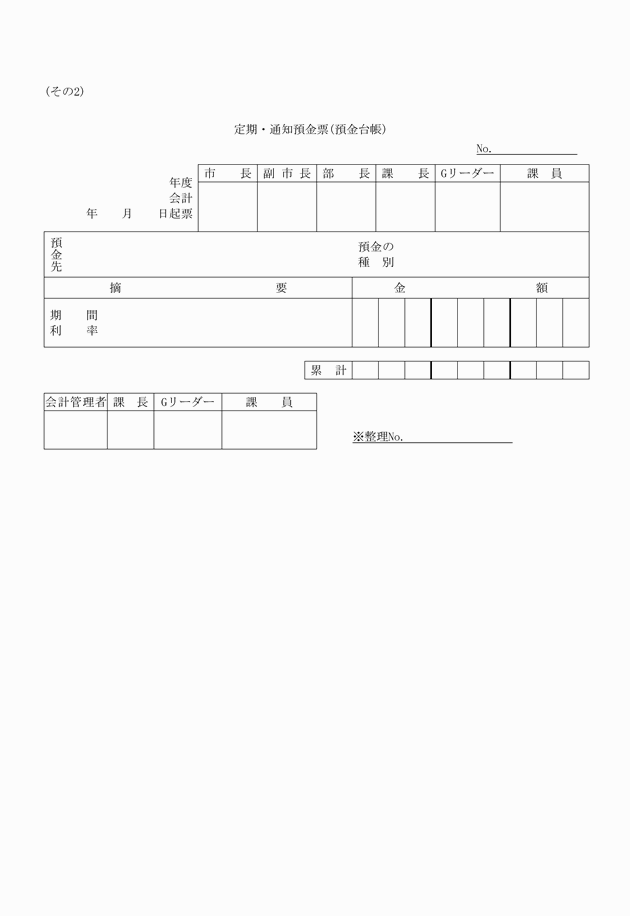 (その2)
定期・通知預金票(預金台帳)
No.
年度
会計
年　月　日起票
市　長　副市長　部　長　課　長　Gリーダー　課　員
預金先
預金の
種　別
摘　要　金　額
期　間
利　率
累　計
会計管理者　課　長　Gリーダー　課　員
※整理No.